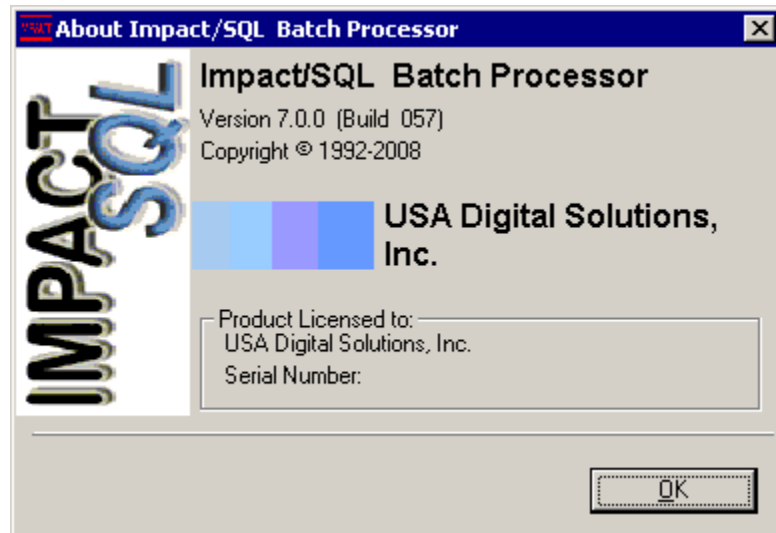 About Impact/SQL Batch Processor
IMPACT
SQL
Impact/SQL Batch Processor
Version 7.0.0 (Build 057)
Copyright © 1992-2008
USA Digital Solutions,
Inc.
Product Licensed to:
USA Digital Solutions, Inc.
Serial Number:
OK